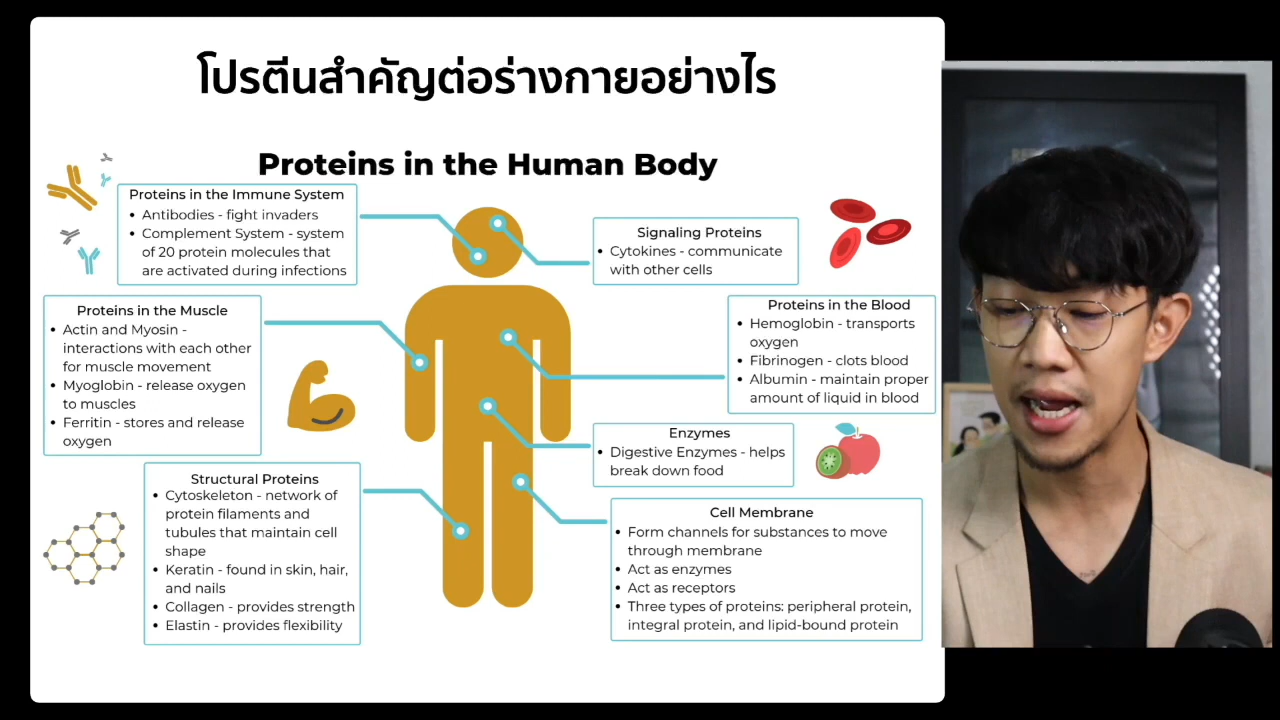 โปรตีนสำคัญต่อร่างกายอย่างไร
Proteins in the Human Body
Proteins in the Immune System
• Antibodies - fight invaders
• Complement System - system
of 20 protein molecules that
are activated during infections
Signaling Proteins
• Cytokines - communicate
with other cells
Proteins in the Muscle
• Actin and Myosin -
interactions with each other
for muscle movement
• Myoglobin - release oxygen
to muscles
• Ferritin - stores and release
oxygen
Proteins in the Blood
• Hemoglobin - transports
oxygen
• Fibrinogen - clots blood
• Albumin - maintain proper
amount of liquid in blood
Enzymes
• Digestive Enzymes - helps
break down food
Structural Proteins
• Cytoskeleton - network of
protein filaments and
tubules that maintain cell
shape
• Keratin - found in skin, hair,
and nails
• Collagen - provides strength
• Elastin - provides flexibility
Cell Membrane
• Form channels for substances to move
through membrane
• Act as enzymes
• Act as receptors
• Three types of proteins: peripheral protein,
integral protein, and lipid-bound protein